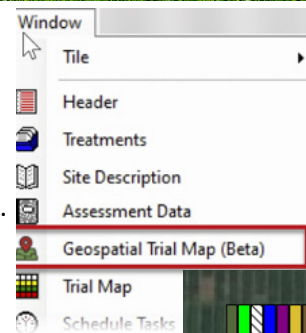 Window
Tile
Header
Treatments
Site Description
Assessment Data
Geospatial Trial Map (Beta)
Trial Map
Schedule Tasks